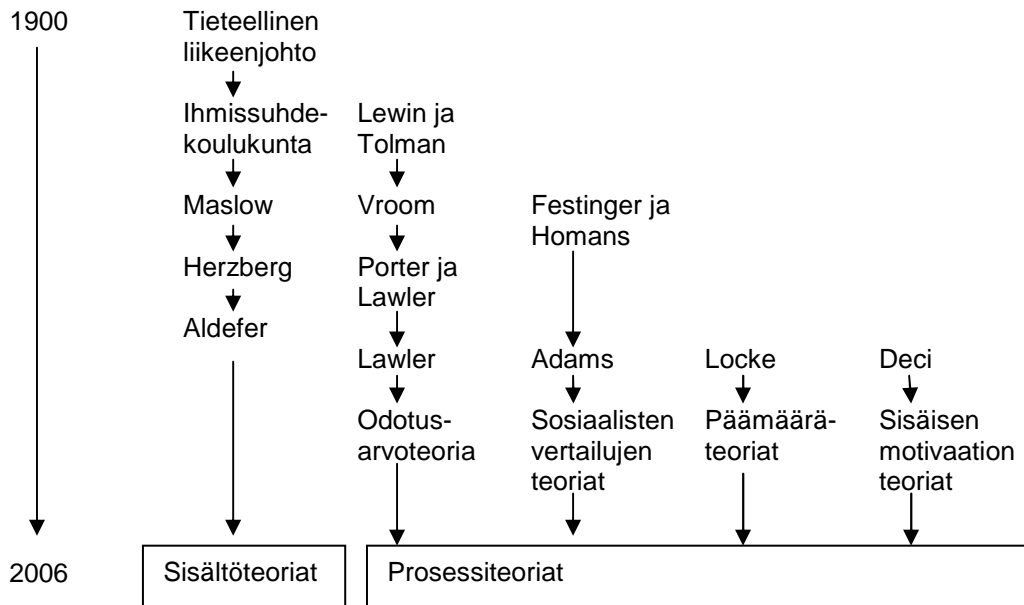 1900
Tieteellinen
liikeenjohto
Ihmissuhde-
koulukunta
Lewin ja
Tolman
Maslow
Vroom
Festinger ja
Homans
Herzberg
Porter ja
Lawler
Aldefer
Lawler
Adams
Locke
Deci
Odotus-
arvoteoria
Sosiaalisten
vertailujen
teoriat
Päämäärä-
teoriat
Sisäisen
motivaation
teoriat
2006
Sisältöteoriat
Prosessiteoriat